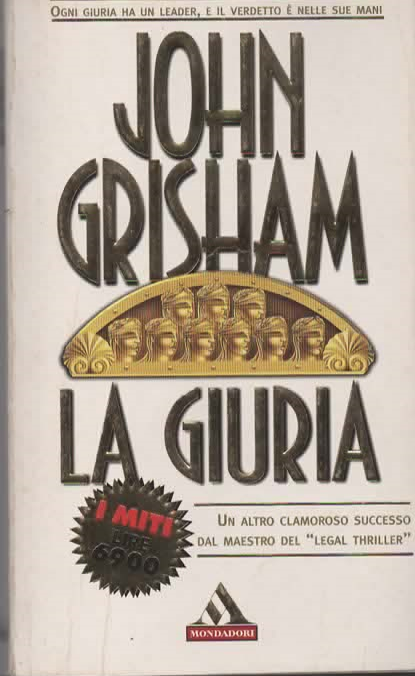 OGNI GIURIA HA UN LEADER, E IL VERDETTO È NELLE SUE MANI
JOHN
GRISHAM
LA GIURIA
I MITI
LIRE
6900
UN ALTRO CLAMOROSO SUCCESSO
DAL MAESTRO DEL "LEGAL THRILLER"
MONDADORI